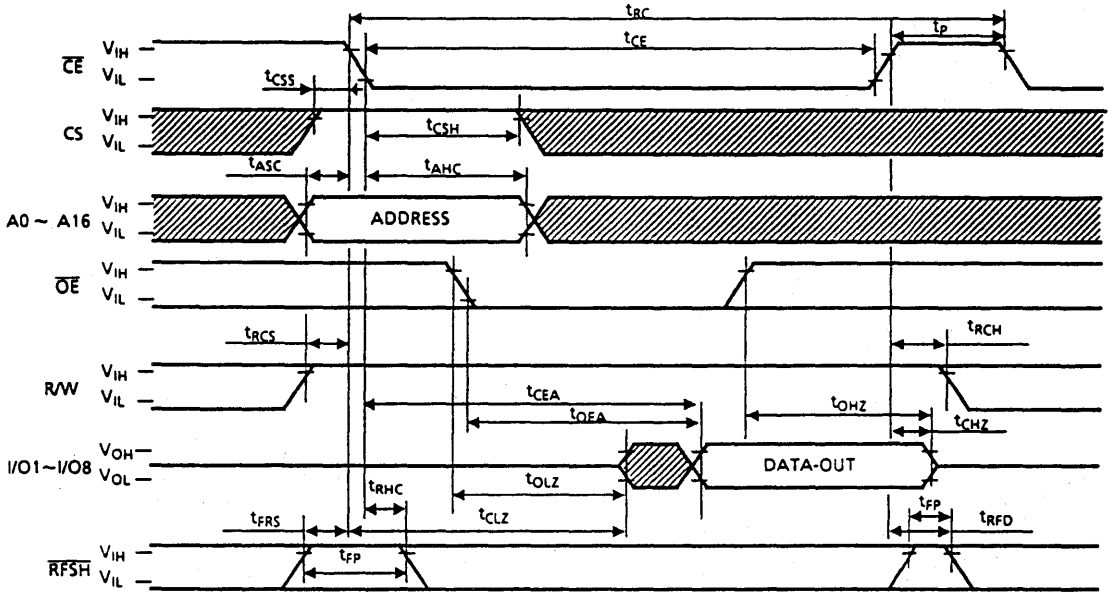 tRC
tCE
tP
CE VIH
VIL
tCSS
CS VIH
VIL
tCSH
tASC
tAHC
A0 ~ A16 VIH
VIL
ADDRESS
OE VIH
VIL
tRCS
tRCH
R/W VIH
VIL
tCEA
tOEA
tOHZ
tCHZ
I/O1~I/O8 VOH
VOL
DATA-OUT
tRHC
tOLZ
tFRS
tCLZ
tFP
tRFD
RFSH VIH
VIL
tFP